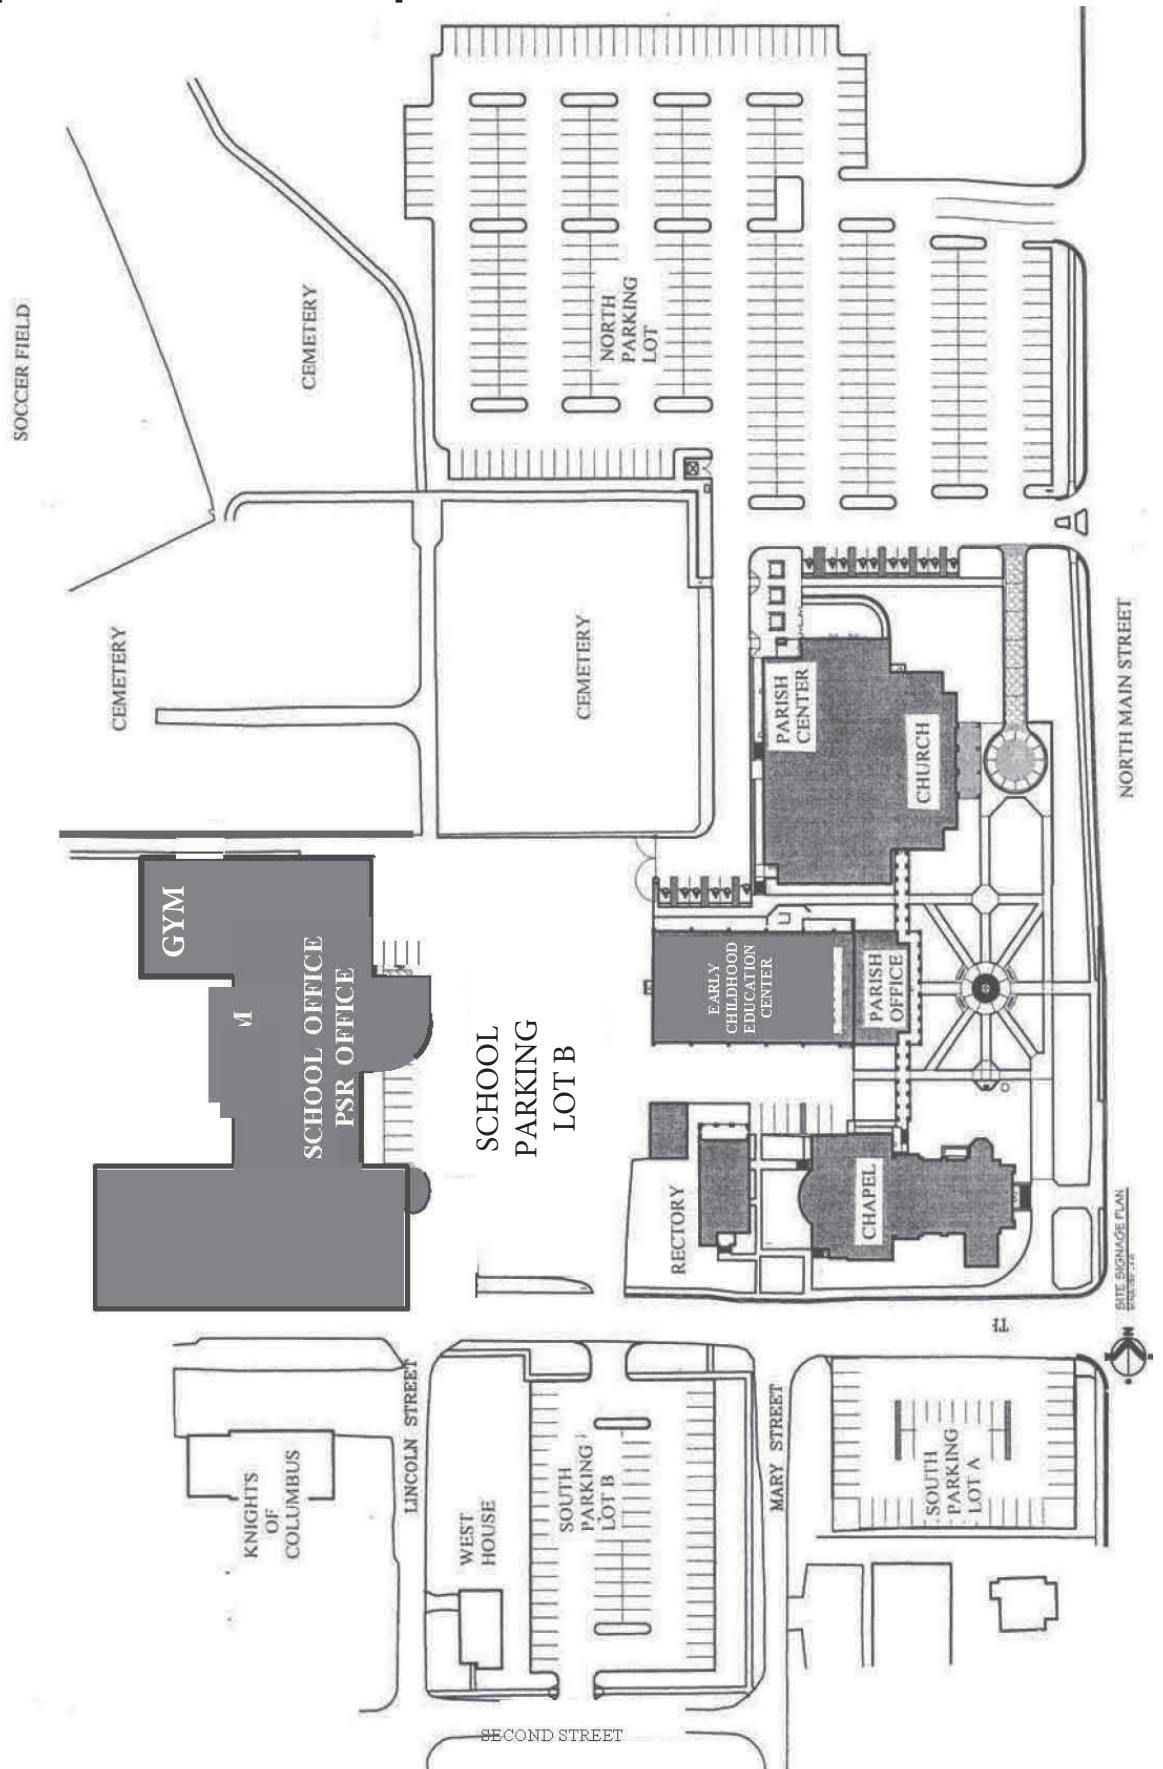 SOCCER FIELD
CEMETERY
NORTH
PARKING
LOT
CEMETERY
CEMETERY
PARISH
CENTER
CHURCH
NORTH MAIN STREET
GYM
M
SCHOOL OFFICE
PSR OFFICE
SCHOOL
PARKING
LOT B
EARLY
CHILDHOOD
EDUCATION
CENTER
PARISH
OFFICE
RECTORY
CHAPEL
SITE SIGNAGE PLAN
N
KNIGHTS
OF
COLUMBUS
LINCOLN STREET
WEST
HOUSE
SOUTH
PARKING
LOT B
MARY STREET
SOUTH
PARKING
LOT A
SECOND STREET